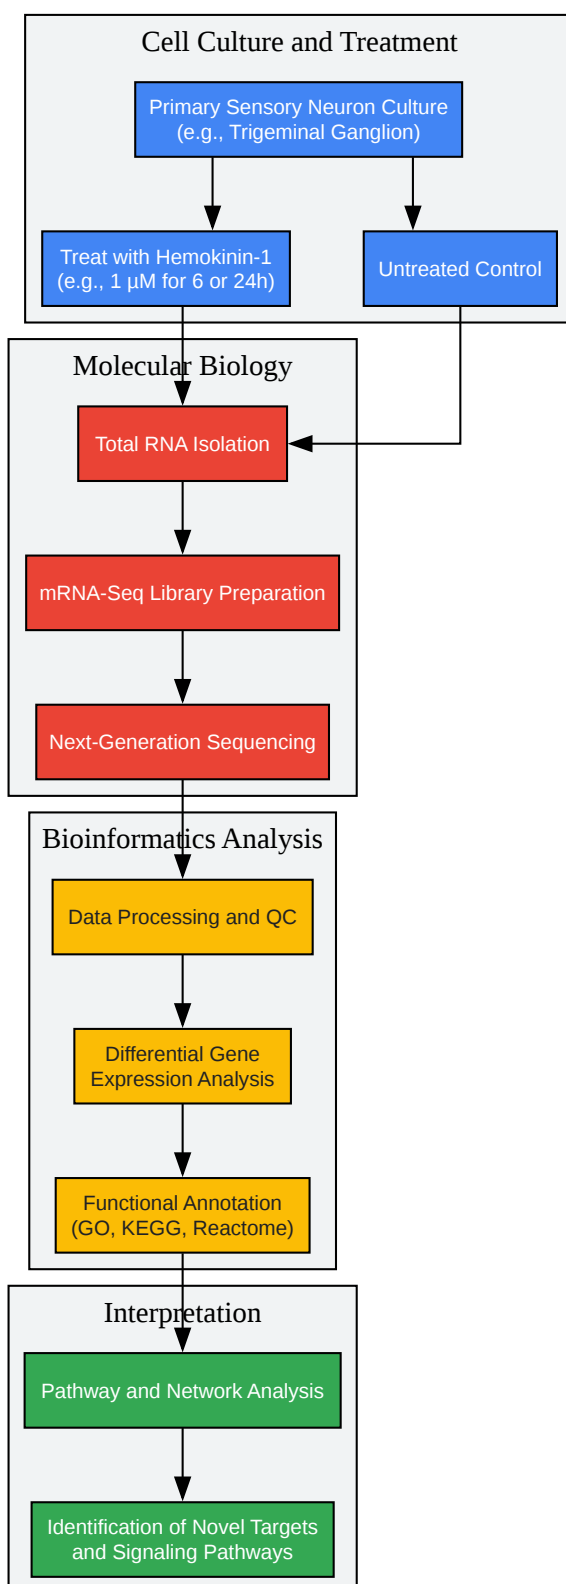 Cell Culture and Treatment
Primary Sensory Neuron Culture
(e.g., Trigeminal Ganglion)
Treat with Hemokinin-1
(e.g., 1 µM for 6 or 24h)
Untreated Control
Molecular Biology
Total RNA Isolation
mRNA-Seq Library Preparation
Next-Generation Sequencing
Bioinformatics Analysis
Data Processing and QC
Differential Gene
Expression Analysis
Functional Annotation
(GO, KEGG, Reactome)
Interpretation
Pathway and Network Analysis
Identification of Novel Targets
and Signaling Pathways